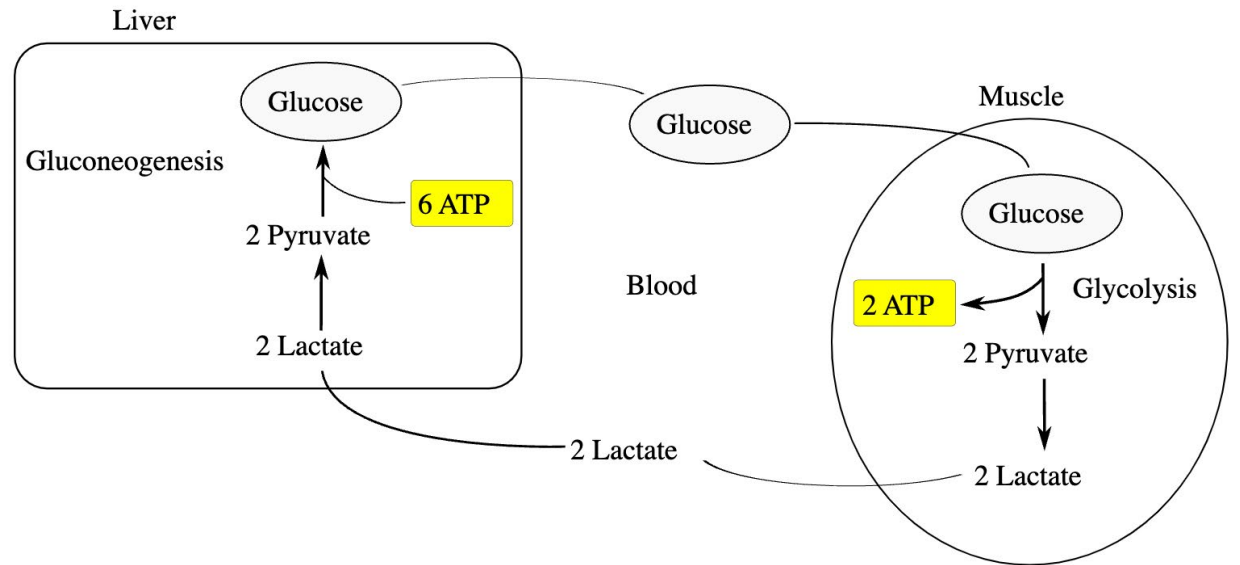 Liver
Glucose
Gluconeogenesis
6 ATP
2 Pyruvate
2 Lactate
Glucose
Blood
2 Lactate
Muscle
Glucose
2 ATP
Glycolysis
2 Pyruvate
2 Lactate